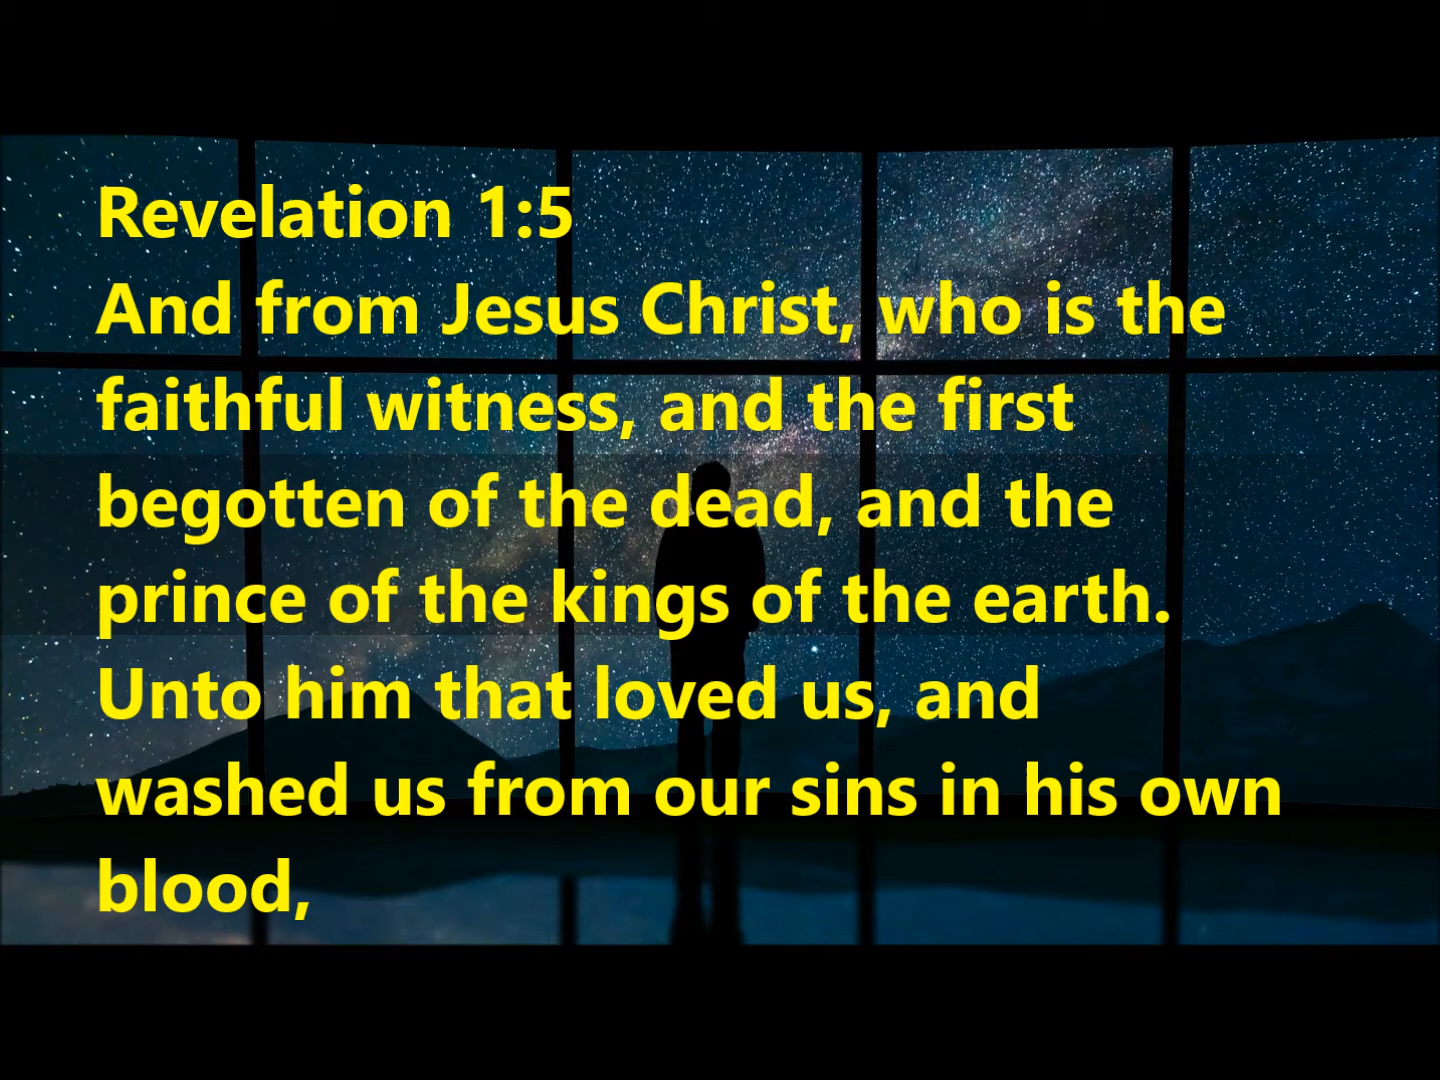 Revelation 1:5
And from Jesus Christ, who is the
faithful witness, and the first
begotten of the dead, and the
prince of the kings of the earth.
Unto him that loved us, and
washed us from our sins in his own
blood,